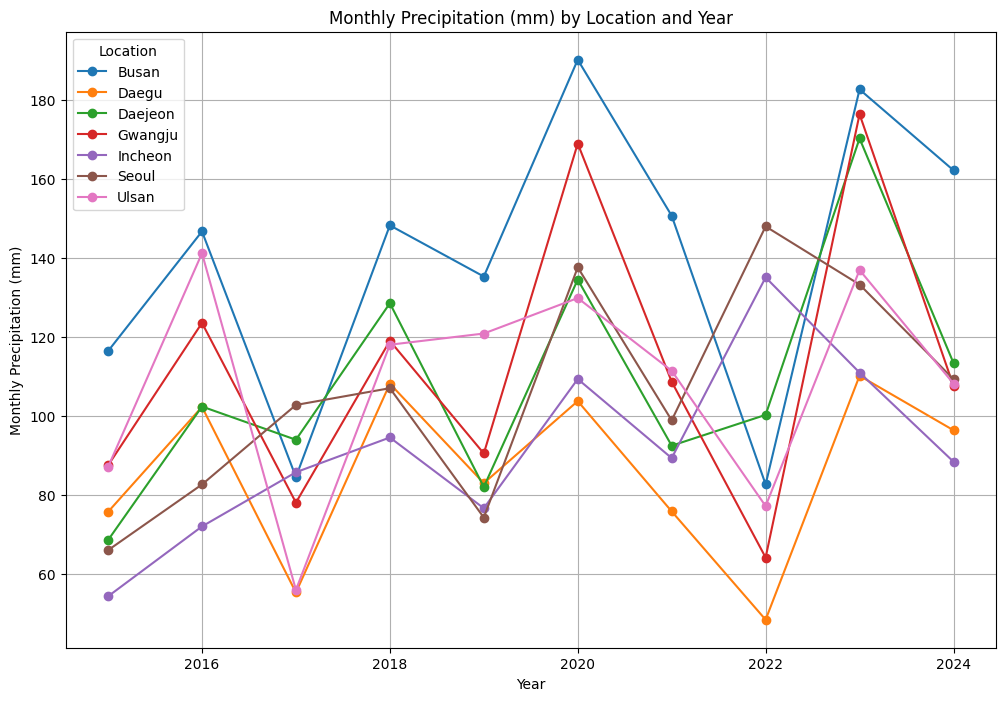 Monthly Precipitation (mm) by Location and Year
Location
Busan
Daegu
Daejeon
Gwangju
Incheon
Seoul
Ulsan
Monthly Precipitation (mm)
180
160
140
120
100
80
60
2016
2018
2020
2022
2024
Year